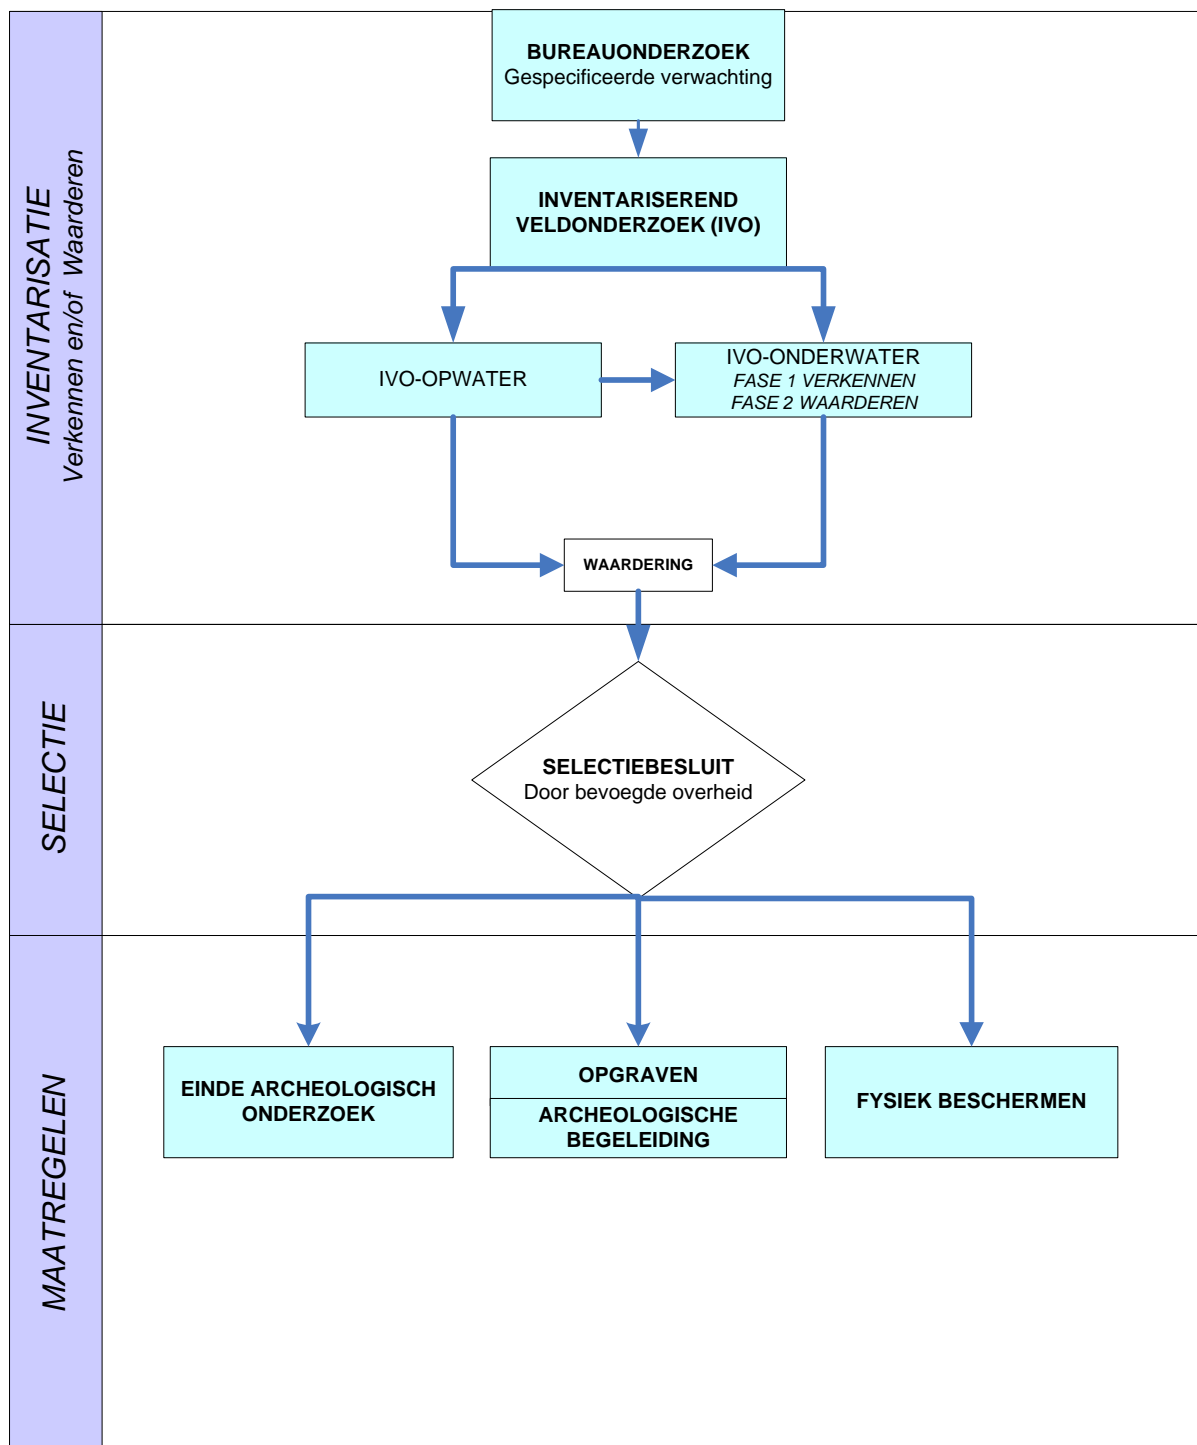 INVENTARISATIE
Verkennen en/of Waarderen
BUREAUONDERZOEK
Gespecificeerde verwachting
INVENTARISEREND
VELDONDERZOEK (IVO)
IVO-OPWATER
IVO-ONDERWATER
FASE 1 VERKENNEN
FASE 2 WAARDEREN
WAARDERING
SELECTIE
SELECTIEBESLUIT
Door bevoegde overheid
MAATREGELEN
EINDE ARCHEOLOGISCH
ONDERZOEK
OPGRAVEN
ARCHEOLOGISCHE
BEGELEIDING
FYSIEK BESCHERMEN